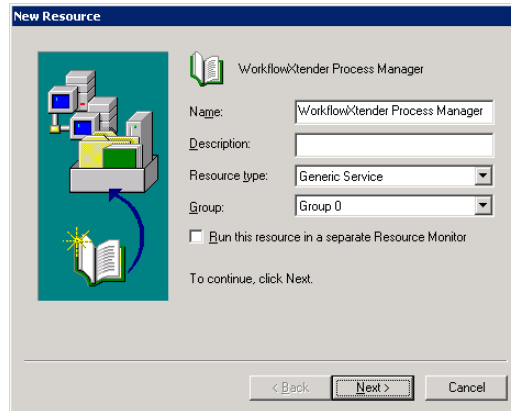 New Resource
WorkflowXtender Process Manager
Name: WorkflowXtender Process Manager
Description:
Resource type: Generic Service
Group: Group 0
Run this resource in a separate Resource Monitor
To continue, click Next.
< Back Next > Cancel